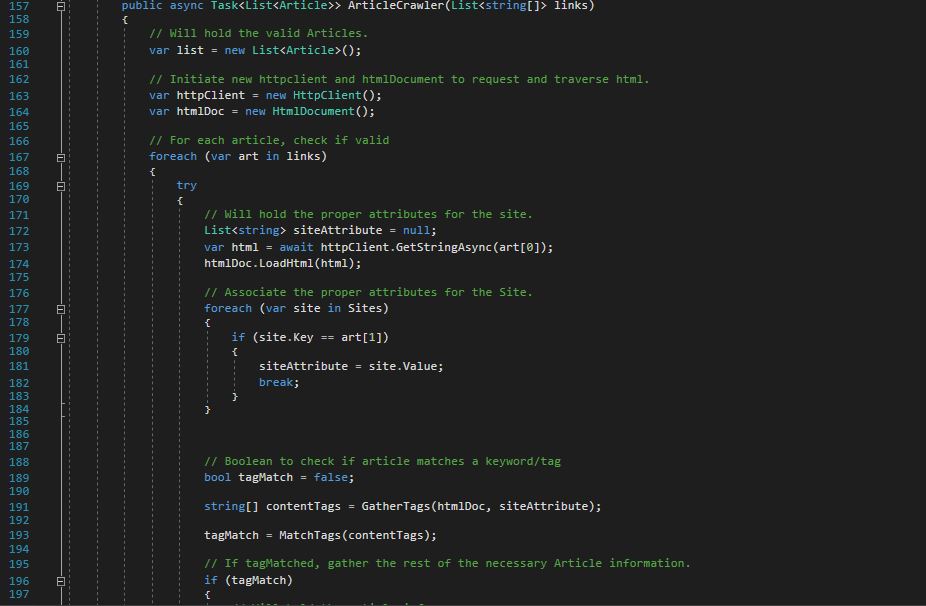 157 public async Task<List<Article>> ArticleCrawler(List<string[]> links)
158 {
159 // Will hold the valid Articles.
160 var list = new List<Article>();
161
162 // Initiate new httpclient and htmlDocument to request and traverse html.
163 var httpClient = new HttpClient();
164 var htmlDoc = new HtmlDocument();
165
166 // For each article, check if valid
167 foreach (var art in links)
168 {
169 try
170 {
171 // Will hold the proper attributes for the site.
172 List<string> siteAttribute = null;
173 var html = await httpClient.GetStringAsync(art[0]);
174 htmlDoc.LoadHtml(html);
175
176 // Associate the proper attributes for the Site.
177 foreach (var site in Sites)
178 {
179 if (site.Key == art[1])
180 {
181 siteAttribute = site.Value;
182 break;
183 }
184 }
185
186
187
188 // Boolean to check if article matches a keyword/tag
189 bool tagMatch = false;
190
191 string[] contentTags = GatherTags(htmlDoc, siteAttribute);
192
193 tagMatch = MatchTags(contentTags);
194
195 // If tagMatched, gather the rest of the necessary Article information.
196 if (tagMatch)
197 {